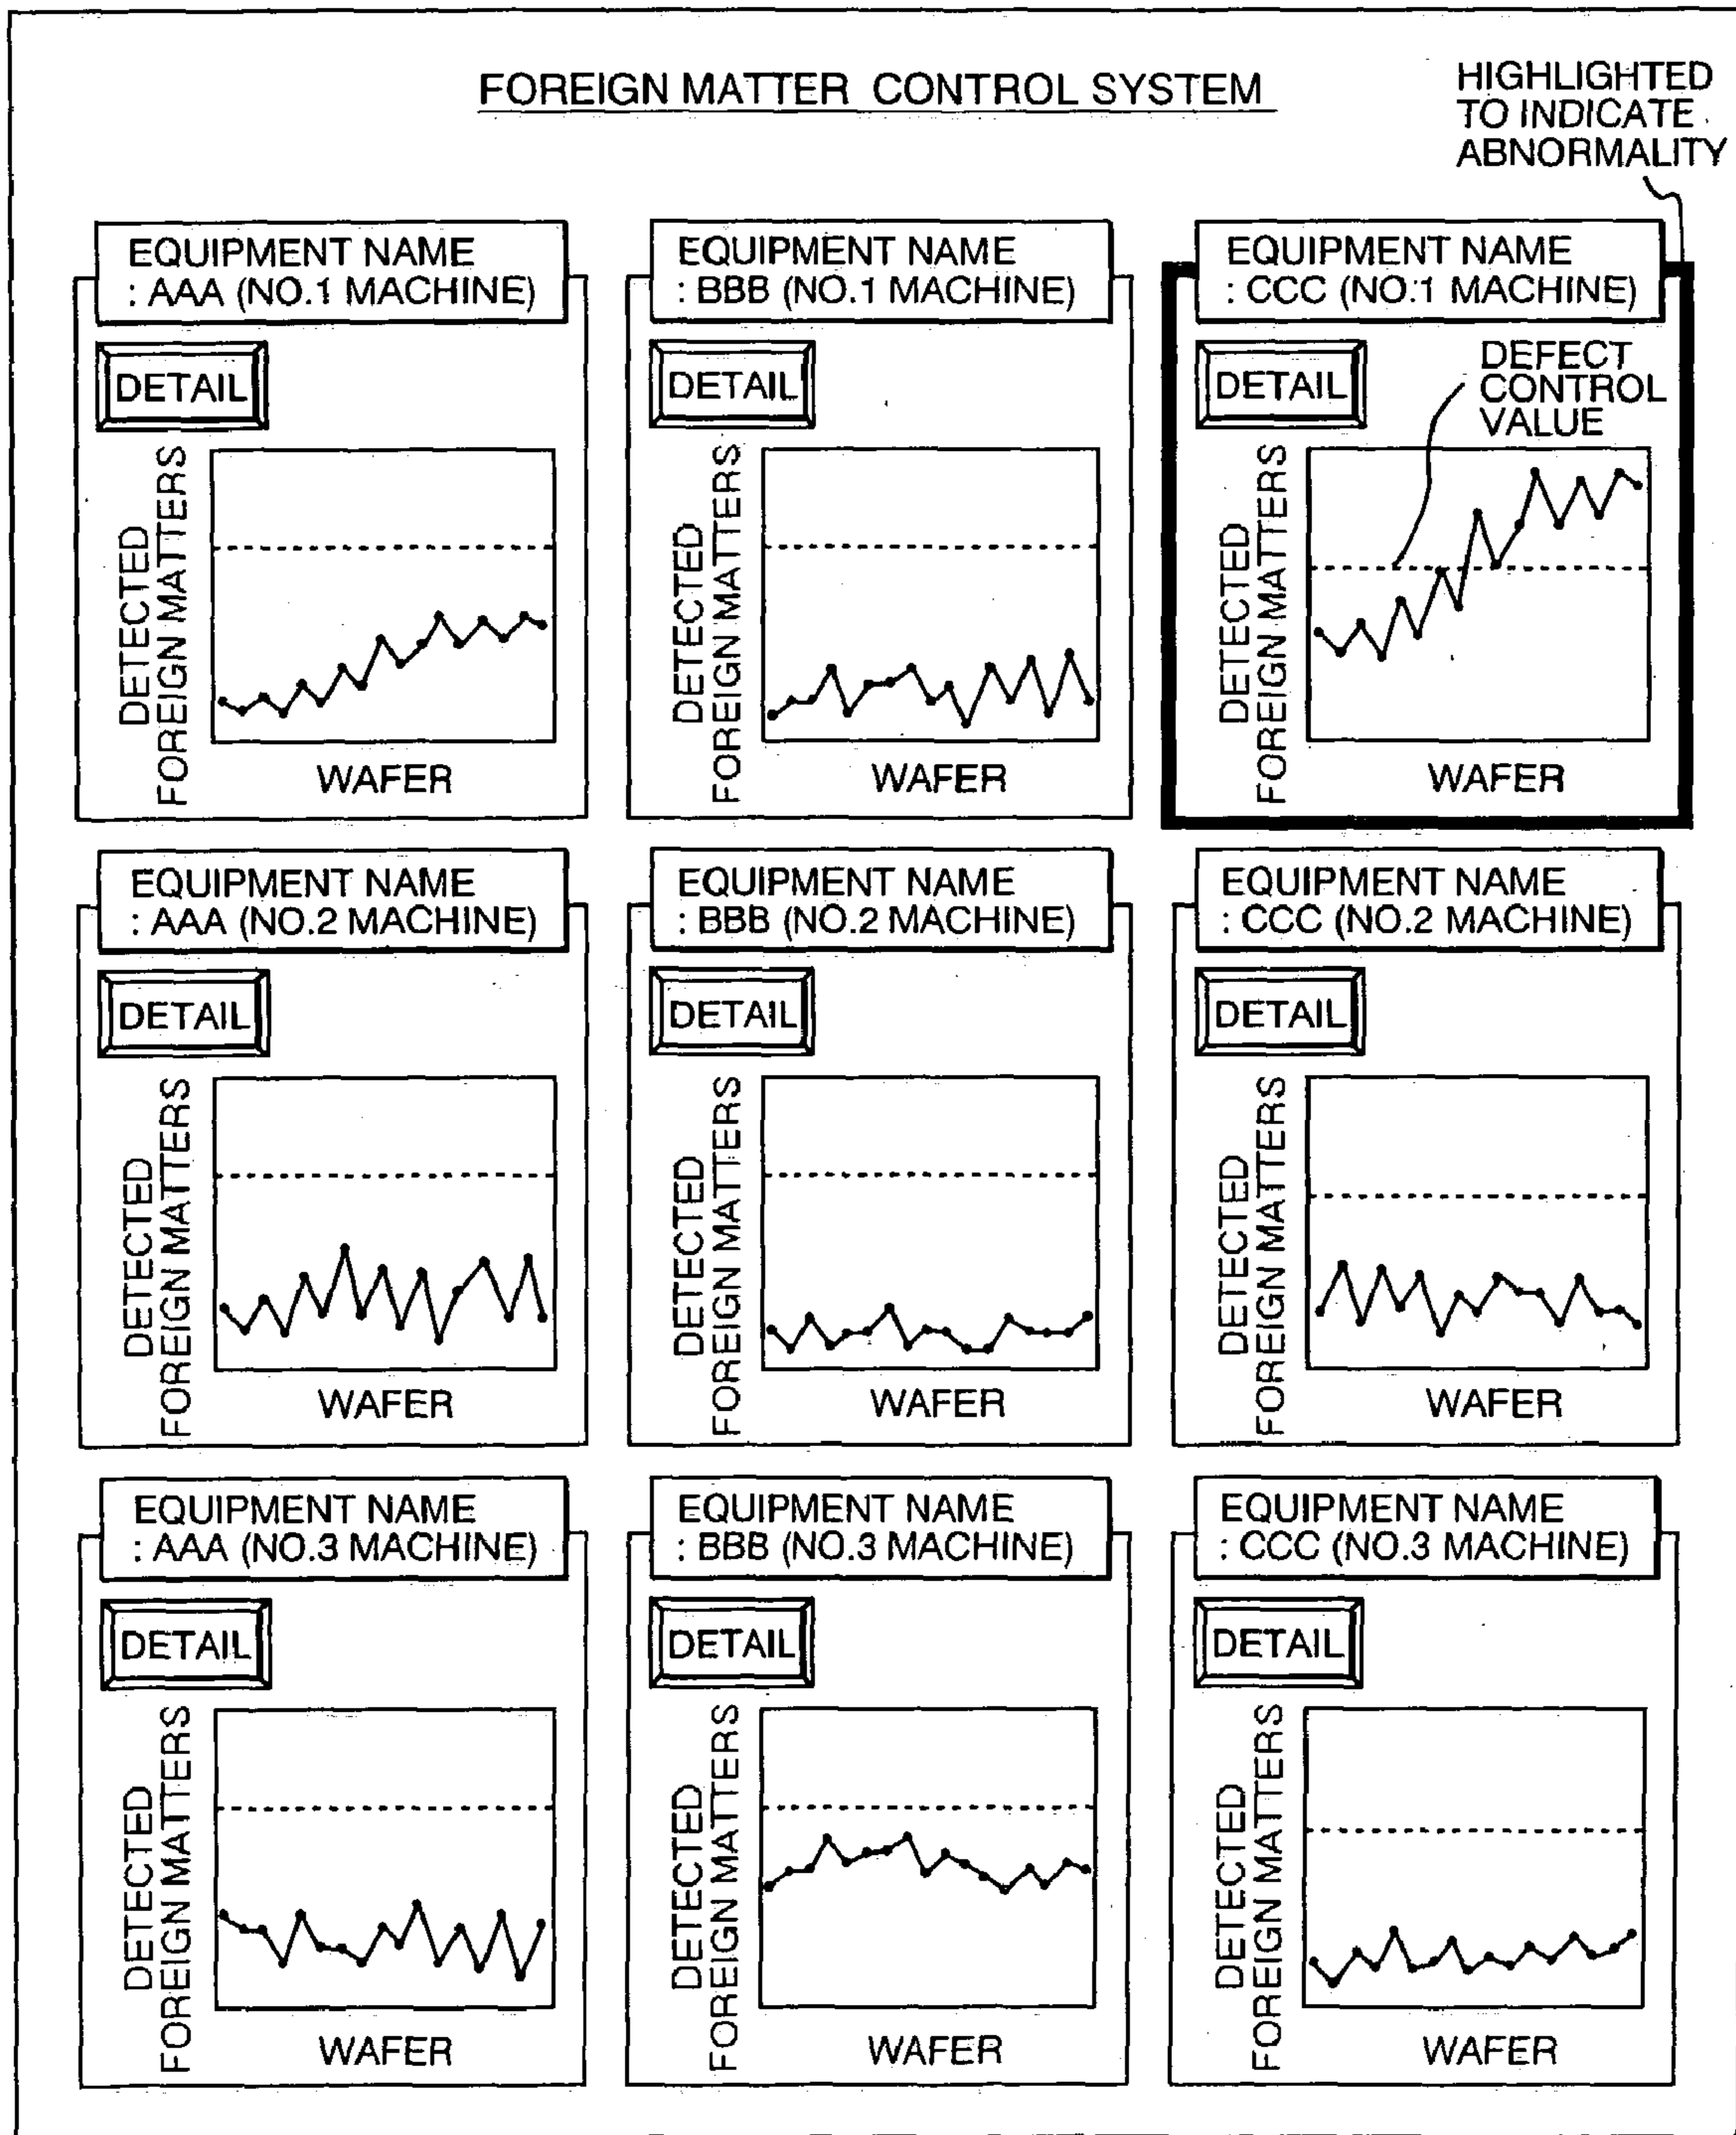 FOREIGN MATTER CONTROL SYSTEM
HIGHLIGHTED
TO INDICATE
ABNORMALITY
EQUIPMENT NAME
: AAA (NO.1 MACHINE)
DETAIL
DETECTED
FOREIGN MATTERS
WAFER
EQUIPMENT NAME
: BBB (NO.1 MACHINE)
DETAIL
DETECTED
FOREIGN MATTERS
WAFER
EQUIPMENT NAME
: CCC (NO.1 MACHINE)
DETAIL
DEFECT
CONTROL
VALUE
DETECTED
FOREIGN MATTERS
WAFER
EQUIPMENT NAME
: AAA (NO.2 MACHINE)
DETAIL
DETECTED
FOREIGN MATTERS
WAFER
EQUIPMENT NAME
: BBB (NO.2 MACHINE)
DETAIL
DETECTED
FOREIGN MATTERS
WAFER
EQUIPMENT NAME
: CCC (NO.2 MACHINE)
DETAIL
DETECTED
FOREIGN MATTERS
WAFER
EQUIPMENT NAME
: AAA (NO.3 MACHINE)
DETAIL
DETECTED
FOREIGN MATTERS
WAFER
EQUIPMENT NAME
: BBB (NO.3 MACHINE)
DETAIL
DETECTED
FOREIGN MATTERS
WAFER
EQUIPMENT NAME
: CCC (NO.3 MACHINE)
DETAIL
DETECTED
FOREIGN MATTERS
WAFER